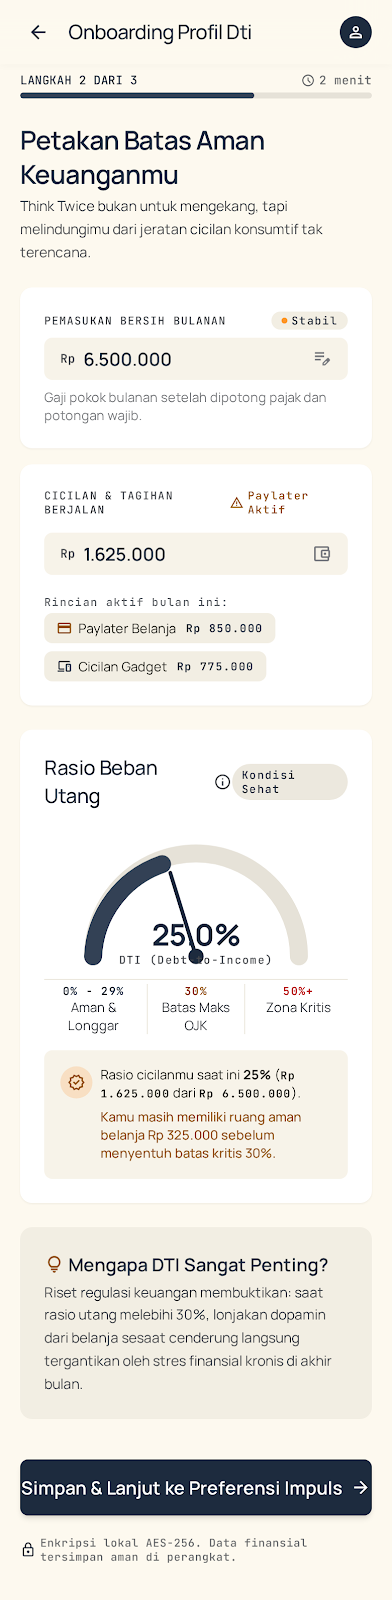 Onboarding Profil Dti
LANGKAH 2 DARI 3
2 menit
Petakan Batas Aman
Keuanganmu
Think Twice bukan untuk mengekang, tapi
melindungimu dari jeratan cicilan konsumtif tak
terencana.
PEMASUKAN BERSIH BULANAN
Stabil
Rp 6.500.000
Gaji pokok bulanan setelah dipotong pajak dan
potongan wajib.
CICILAN & TAGIHAN
BERJALAN
Paylater
Aktif
Rp 1.625.000
Rincian aktif bulan ini:
Paylater Belanja Rp 850.000
Cicilan Gadget Rp 775.000
Rasio Beban
Utang
Kondisi
Sehat
25.0%
DTI (Debt-to-Income)
0% - 29%
Aman &
Longgar
30%
Batas Maks
OJK
50%+
Zona Kritis
Rasio cicilanmu saat ini 25% (Rp
1.625.000 dari Rp 6.500.000).
Kamu masih memiliki ruang aman
belanja Rp 325.000 sebelum
menyentuh batas kritis 30%.
Mengapa DTI Sangat Penting?
Riset regulasi keuangan membuktikan: saat
rasio utang melebihi 30%, lonjakan dopamin
dari belanja sesaat cenderung langsung
tergantikan oleh stres finansial kronis di akhir
bulan.
Simpan & Lanjut ke Preferensi Impuls
Enkripsi lokal AES-256. Data finansial
tersimpan aman di perangkat.